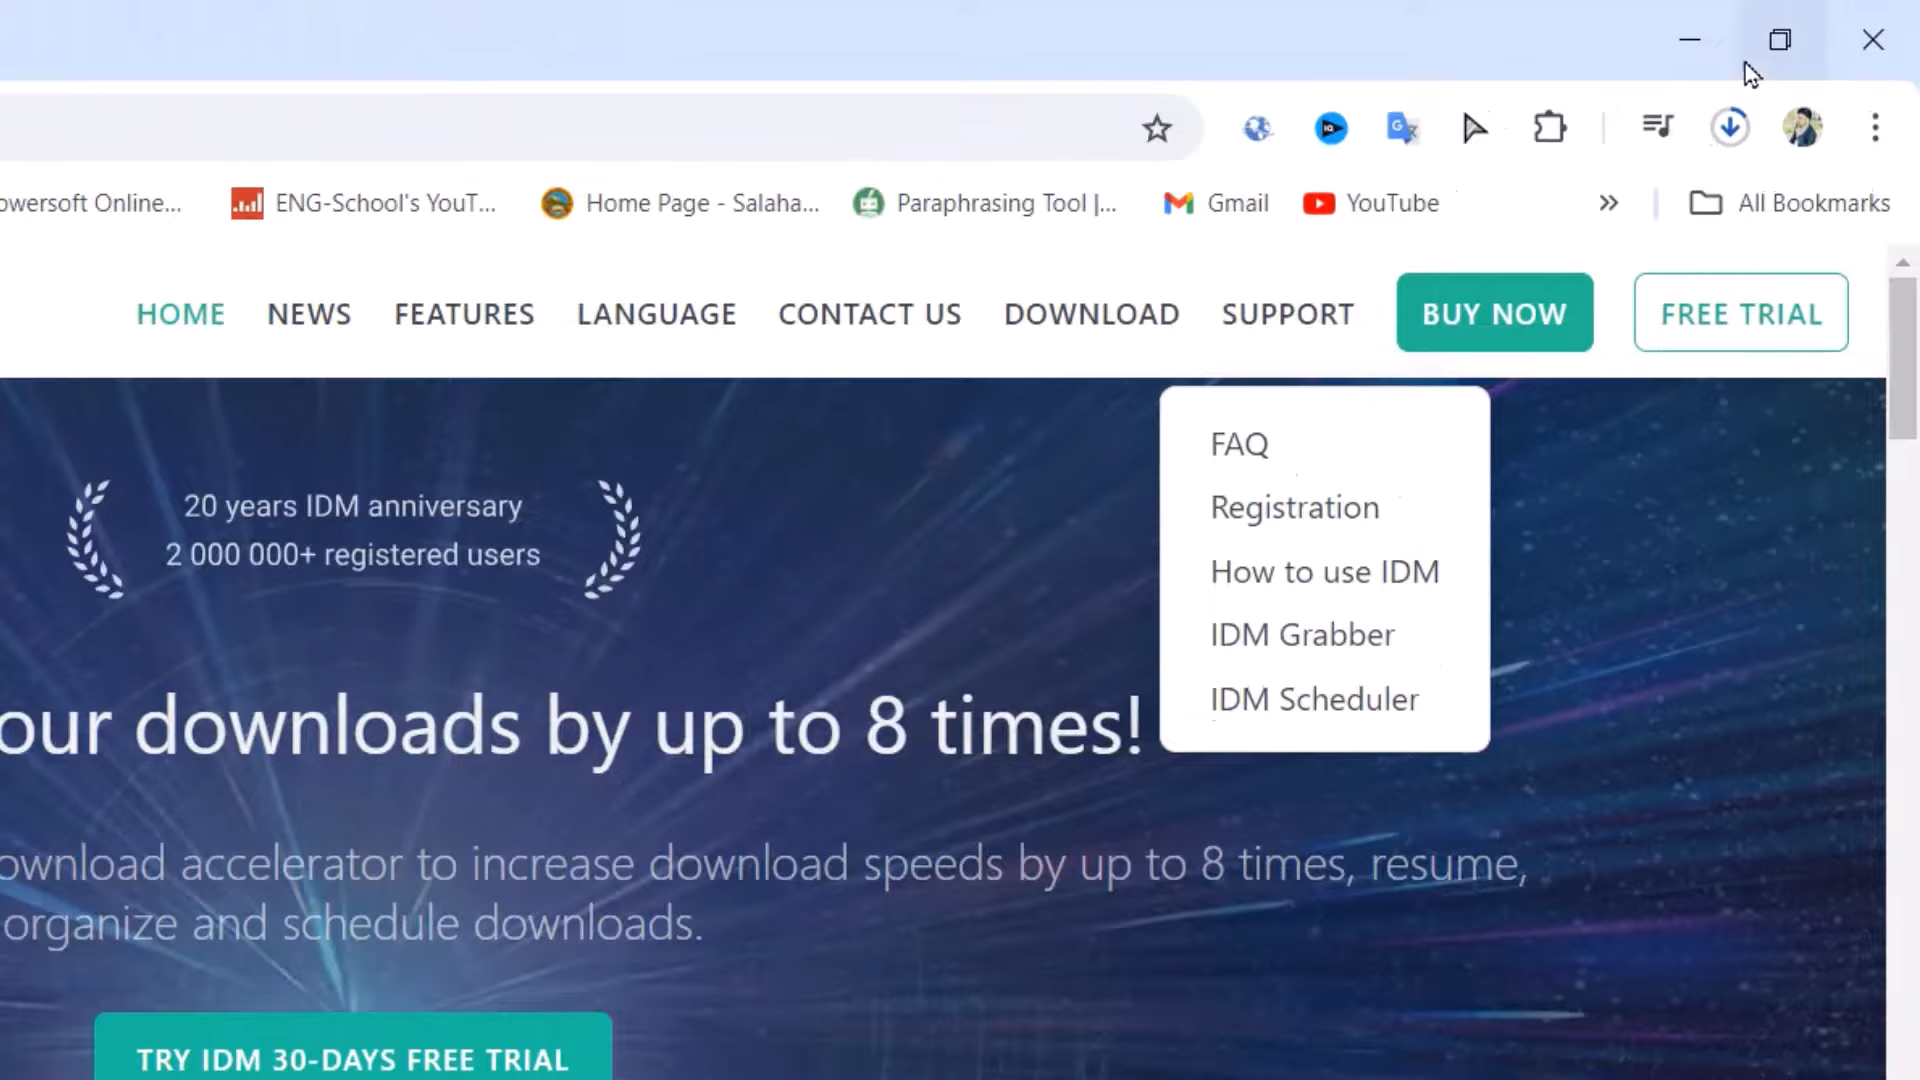 owersoft Online...
ENG-School's YouT...
Home Page - Salaha...
Paraphrasing Tool |...
Gmail
YouTube
All Bookmarks
HOME
NEWS
FEATURES
LANGUAGE
CONTACT US
DOWNLOAD
SUPPORT
BUY NOW
FREE TRIAL
FAQ
Registration
How to use IDM
IDM Grabber
IDM Scheduler
20 years IDM anniversary
2 000 000+ registered users
our downloads by up to 8 times!
ownload accelerator to increase download speeds by up to 8 times, resume,
organize and schedule downloads.
TRY IDM 30-DAYS FREE TRIAL